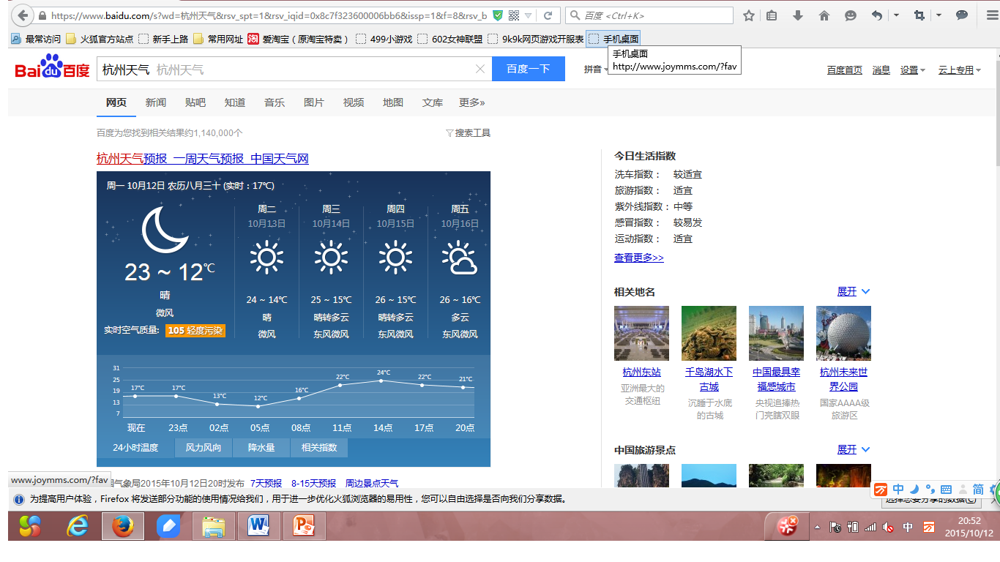 https://www.baidu.com/s?wd=杭州天气&rsv_spt=1&rsv_iqid=0x8c7f323600006bb6&issp=1&f=8&rsv_b
百度 <Ctrl+K>
最常访问 火狐官方站点 新手上路 常用网址 淘 爱淘宝（原淘宝特卖） 499小游戏 602女神联盟 9k9k网页游戏开服表 手机桌面
手机桌面
http://www.joymms.com/?fav
Bai du 百度 杭州天气 杭州天气 百度一下 拼音 百度首页 消息 设置 云上专用
网页 新闻 贴吧 知道 音乐 图片 视频 地图 文库 更多»
百度为您找到相关结果约1,140,000个 搜索工具
杭州天气预报_一周天气预报_中国天气网
周一 10月12日 农历八月三十 (实时：17℃)
23 ~ 12℃
晴
微风
实时空气质量: 105 轻度污染
周二
10月13日
24 ~ 14℃
晴
微风
周三
10月14日
25 ~ 15℃
晴转多云
东风微风
周四
10月15日
26 ~ 15℃
晴转多云
东风微风
周五
10月16日
26 ~ 16℃
多云
东风微风
31
25
19
13
7
17℃ 17℃ 13℃ 12℃ 16℃ 22℃ 24℃ 22℃ 21℃
现在 23点 02点 05点 08点 11点 14点 17点 20点
24小时温度 风力风向 降水量 相关指数
国气象局2015年10月12日20时发布 7天预报 8-15天预报 周边景点天气
今日生活指数
洗车指数： 较适宜
旅游指数： 适宜
紫外线指数：中等
感冒指数： 较易发
运动指数： 适宜
查看更多>>
相关地名 展开
杭州东站
亚洲最大的
交通枢纽
千岛湖水下
古城
沉睡于水底
的古城
中国最具幸
福感城市
央视追捧热
门亮瞎双眼
杭州未来世
界公园
国家AAAA级
旅游区
中国旅游景点 展开
www.joymms.com/?fav
为提高用户体验，Firefox 将发送部分功能的使用情况给我们，用于进一步优化火狐浏览器的易用性，您可以自由选择是否向我们分享数据。
选择您要分享的数据(C)
中 简
中
20:52
2015/10/12